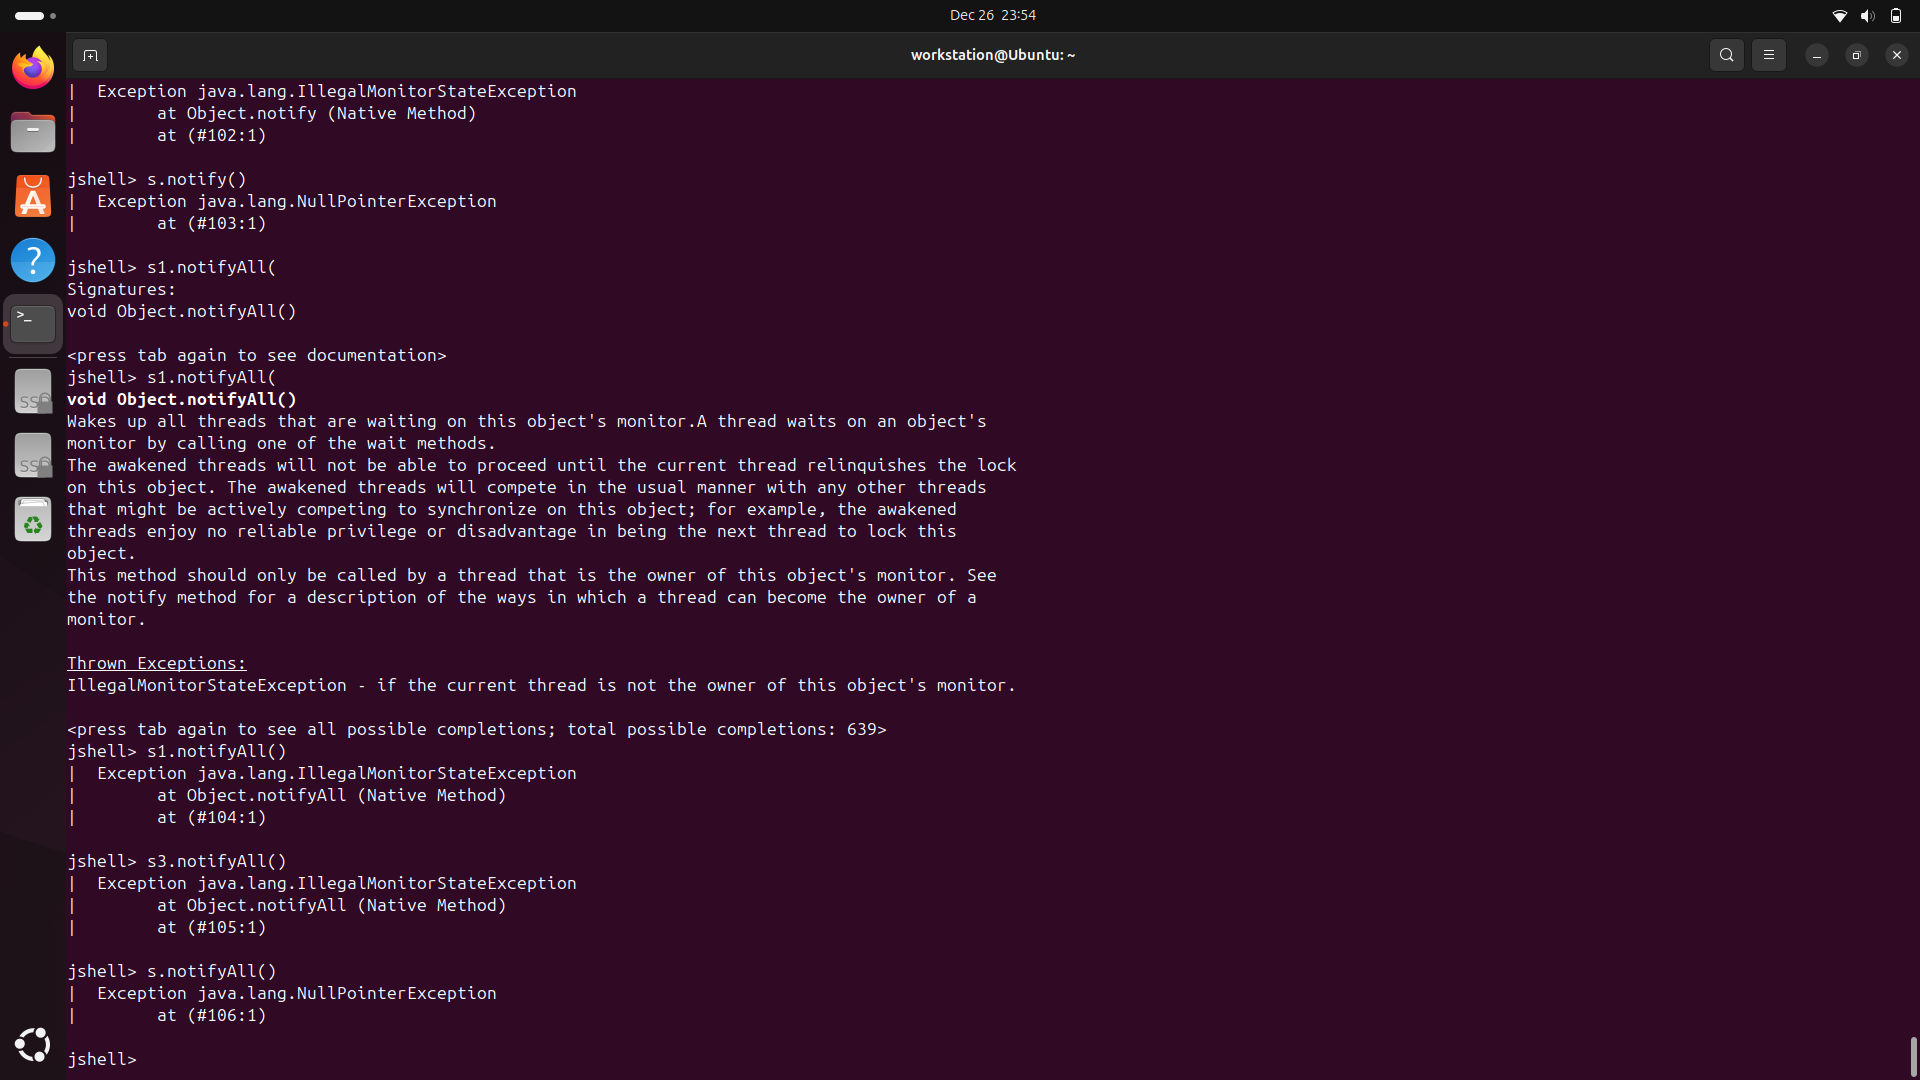 Dec 26 23:54
workstation@Ubuntu: ~
| Exception java.lang.IllegalMonitorStateException
| at Object.notify (Native Method)
| at (#102:1)
jshell> s.notify()
| Exception java.lang.NullPointerException
| at (#103:1)
jshell> s1.notifyAll(
Signatures:
void Object.notifyAll()
<press tab again to see documentation>
jshell> s1.notifyAll(
void Object.notifyAll()
Wakes up all threads that are waiting on this object's monitor.A thread waits on an object's
monitor by calling one of the wait methods.
The awakened threads will not be able to proceed until the current thread relinquishes the lock
on this object. The awakened threads will compete in the usual manner with any other threads
that might be actively competing to synchronize on this object; for example, the awakened
threads enjoy no reliable privilege or disadvantage in being the next thread to lock this
object.
This method should only be called by a thread that is the owner of this object's monitor. See
the notify method for a description of the ways in which a thread can become the owner of a
monitor.
Thrown Exceptions:
IllegalMonitorStateException - if the current thread is not the owner of this object's monitor.
<press tab again to see all possible completions; total possible completions: 639>
jshell> s1.notifyAll()
| Exception java.lang.IllegalMonitorStateException
| at Object.notifyAll (Native Method)
| at (#104:1)
jshell> s3.notifyAll()
| Exception java.lang.IllegalMonitorStateException
| at Object.notifyAll (Native Method)
| at (#105:1)
jshell> s.notifyAll()
| Exception java.lang.NullPointerException
| at (#106:1)
jshell>